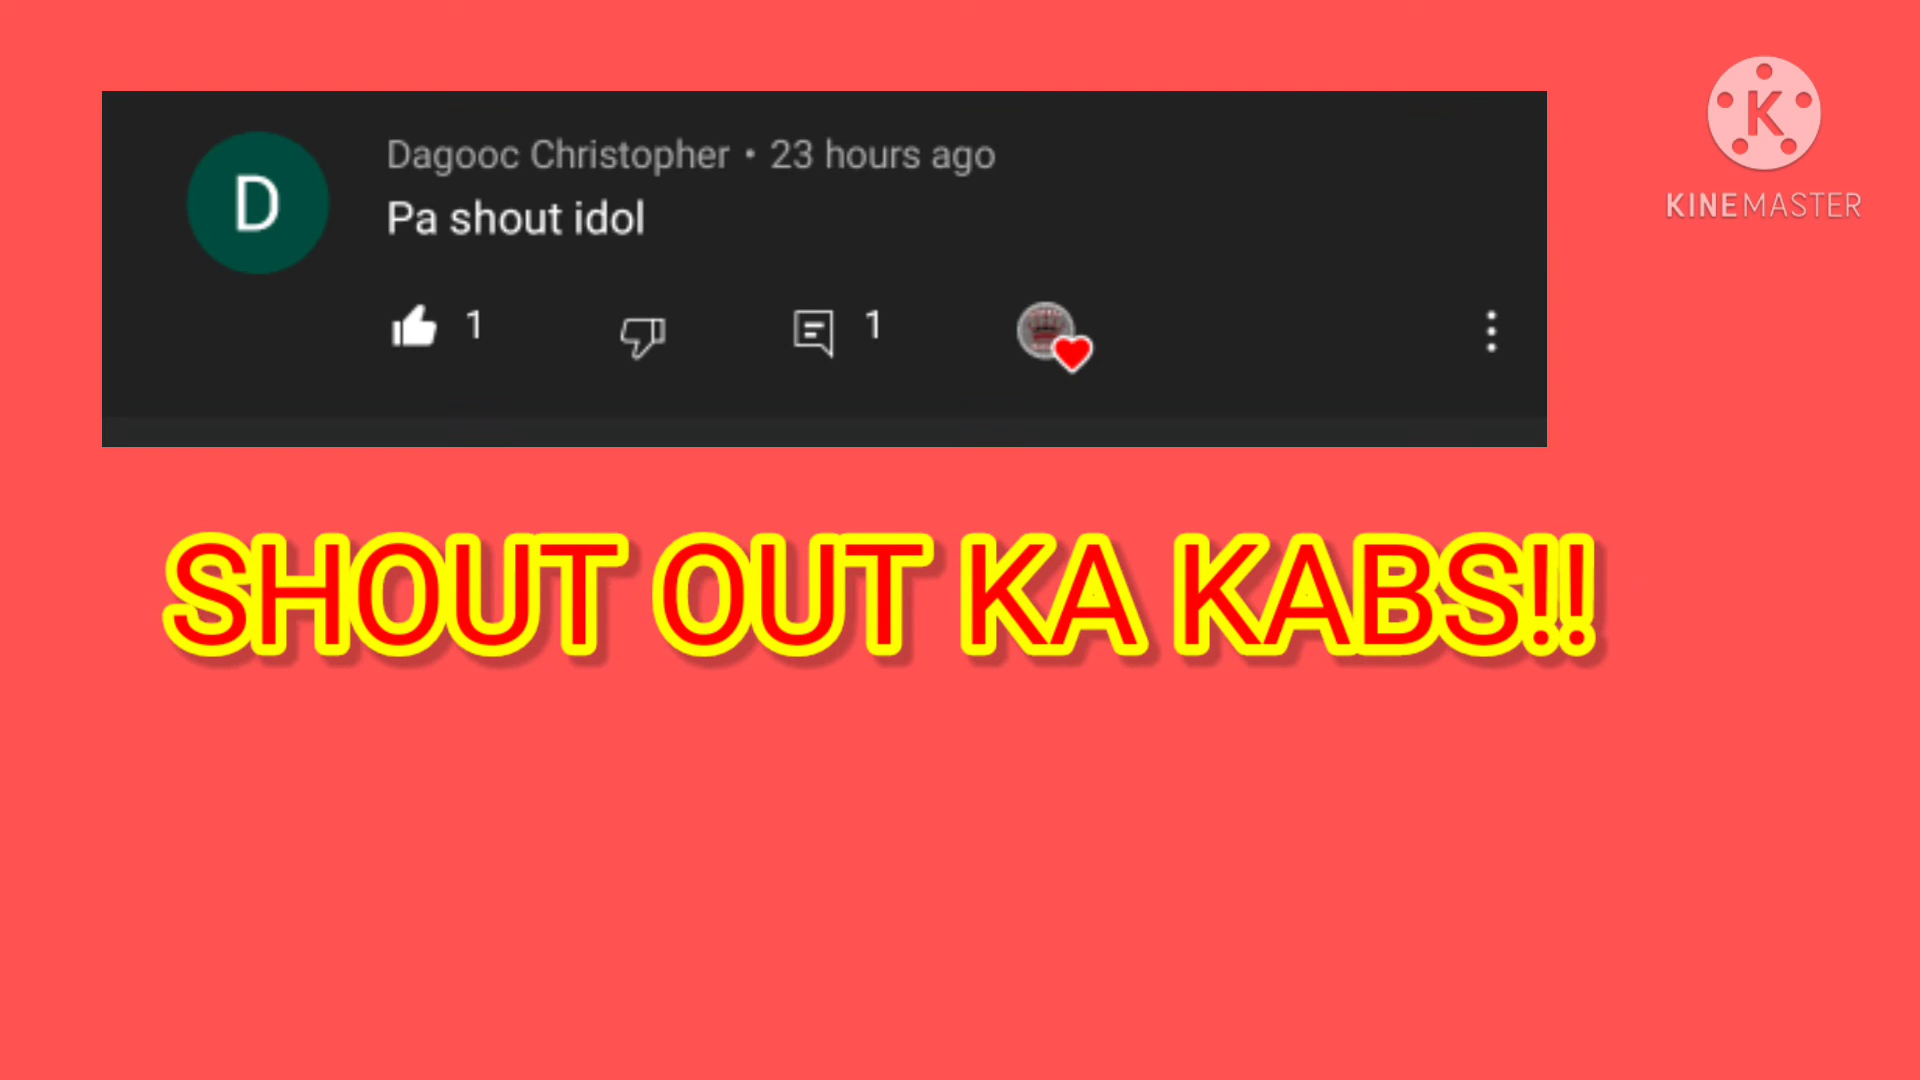 Dagooc Christopher • 23 hours ago
D
Pa shout idol
1
1
K
KINEMASTER
SHOUT OUT KA KABS!!